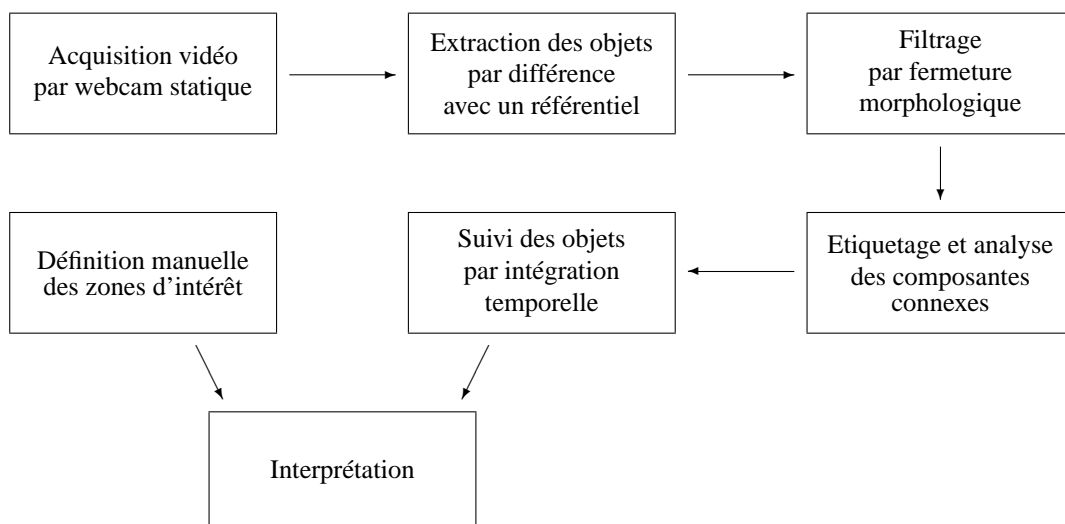 Acquisition vidéo
par webcam statique
Extraction des objets
par différence
avec un référentiel
Filtrage
par fermeture
morphologique
Définition manuelle
des zones d'intérêt
Suivi des objets
par intégration
temporelle
Etiquetage et analyse
des composantes
connexes
Interprétation